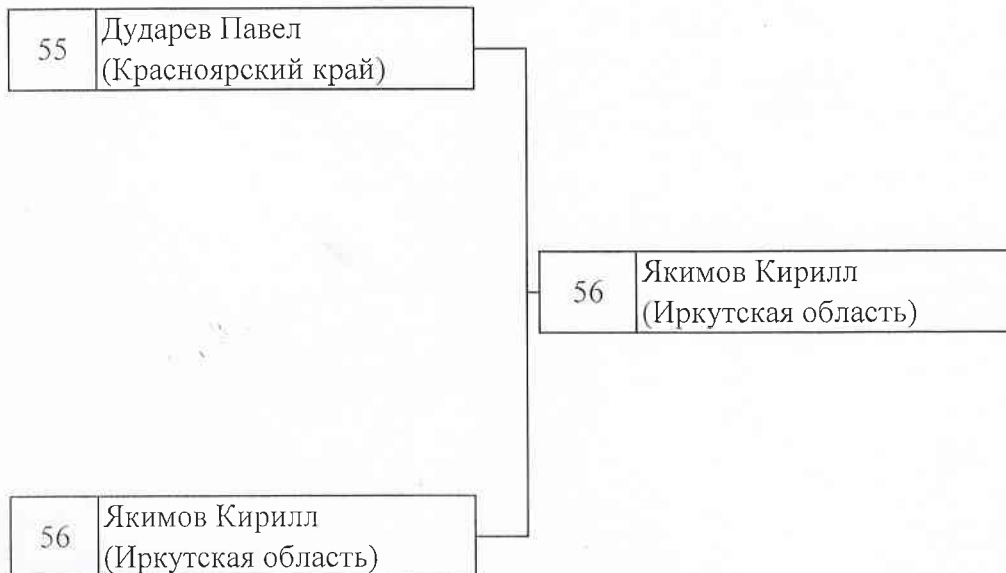 55
Дударев Павел
(Красноярский край)
56
Якимов Кирилл
(Иркутская область)
56
Якимов Кирилл
(Иркутская область)